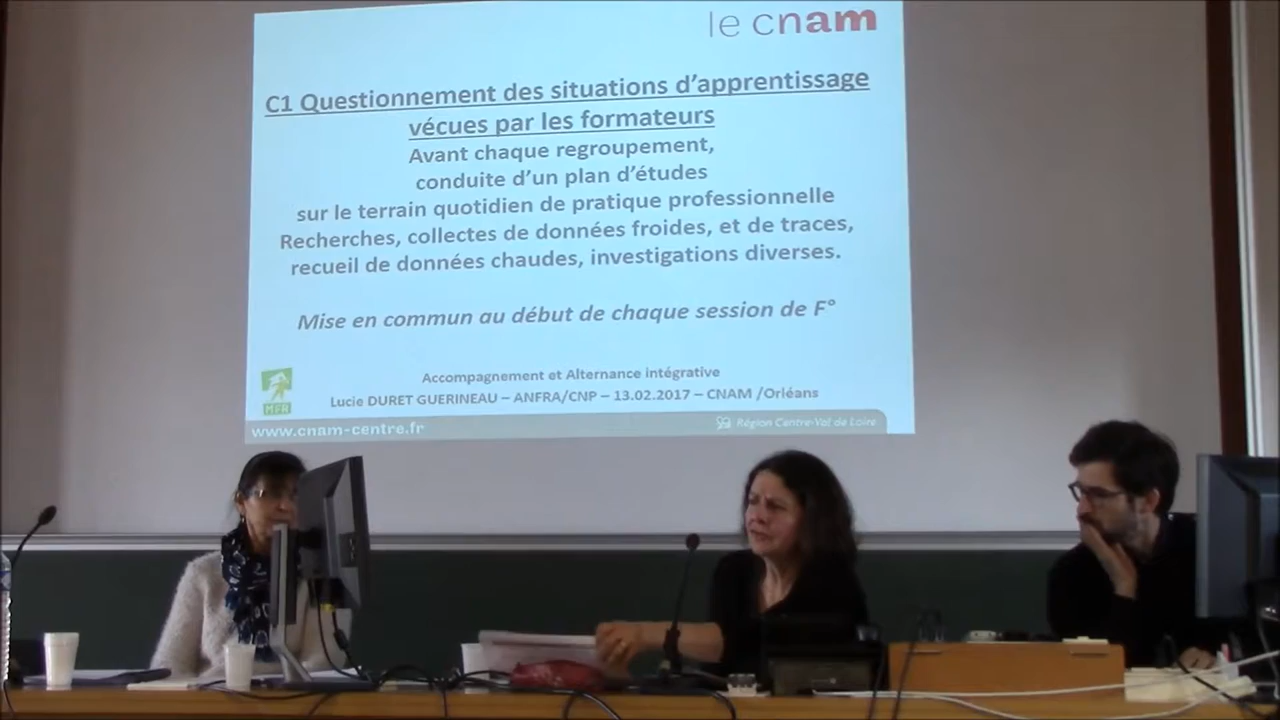 le cnam
C1 Questionnement des situations d'apprentissage
vécues par les formateurs
Avant chaque regroupement,
conduite d'un plan d'études
sur le terrain quotidien de pratique professionnelle
Recherches, collectes de données froides, et de traces,
recueil de données chaudes, investigations diverses.
Mise en commun au début de chaque session de F°
Accompagnement et Alternance intégrative
Lucie DURET GUERINEAU – ANFRA/CNP – 13.02.2017 – CNAM /Orléans
MFR
www.cnam-centre.fr
Région Centre-Val de Loire